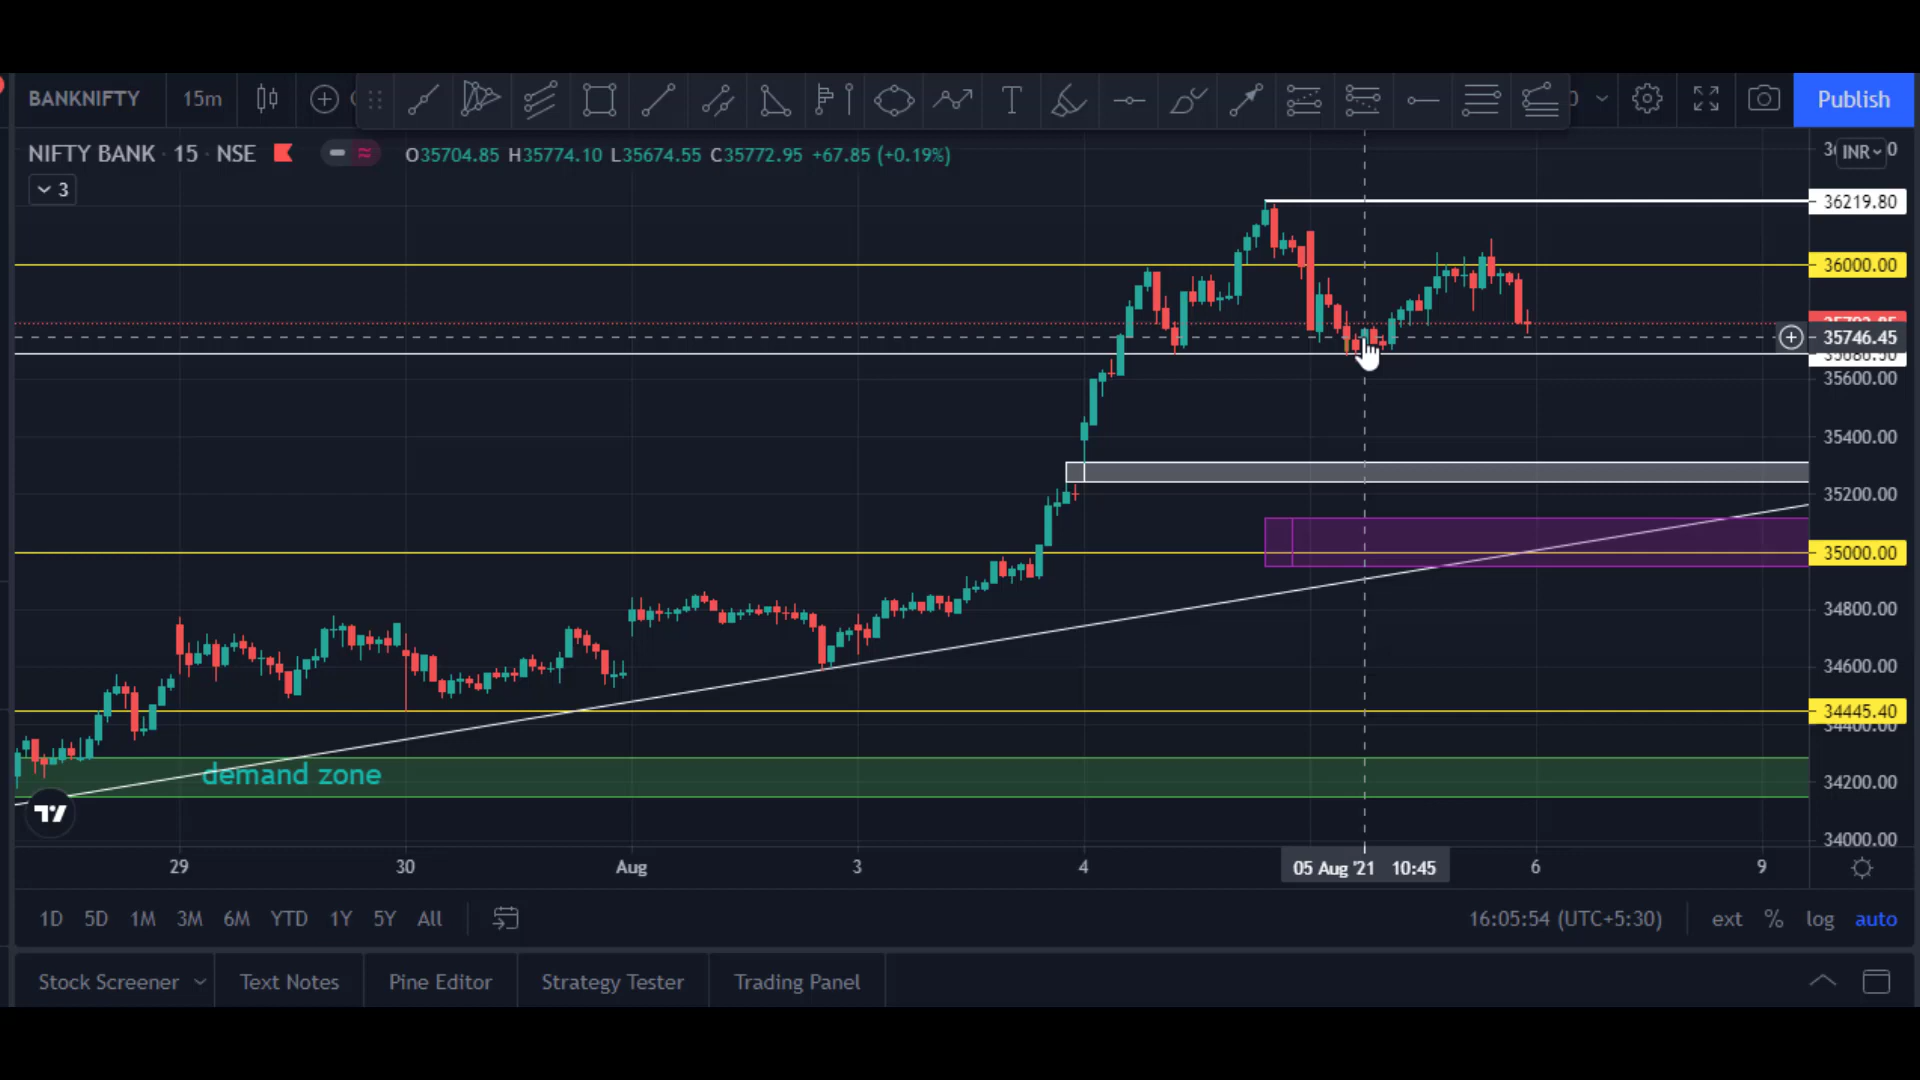 BANKNIFTY 15m Publish
NIFTY BANK · 15 · NSE O35704.85 H35774.10 L35674.55 C35772.95 +67.85 (+0.19%)
INR
3
36219.80
36000.00
35746.45
35600.00
35400.00
35200.00
35000.00
34800.00
34600.00
34445.40
34200.00
34000.00
demand zone
29 30 Aug 3 4 05 Aug '21 10:45 6 9
1D 5D 1M 3M 6M YTD 1Y 5Y All 16:05:54 (UTC+5:30) ext % log auto
Stock Screener Text Notes Pine Editor Strategy Tester Trading Panel